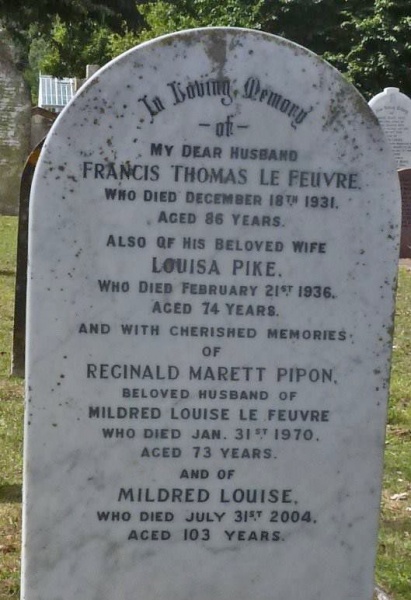 In Loving Memory
- of -
MY DEAR HUSBAND
FRANCIS THOMAS LE FEUVRE,
WHO DIED DECEMBER 18TH 1931.
AGED 86 YEARS.
ALSO OF HIS BELOVED WIFE
LOUISA PIKE,
WHO DIED FEBRUARY 21ST 1936,
AGED 74 YEARS.
AND WITH CHERISHED MEMORIES
OF
REGINALD MARETT PIPON,
BELOVED HUSBAND OF
MILDRED LOUISE LE FEUVRE
WHO DIED JAN. 31ST 1970,
AGED 73 YEARS.
AND OF
MILDRED LOUISE,
WHO DIED JULY 31ST 2004,
AGED 103 YEARS.